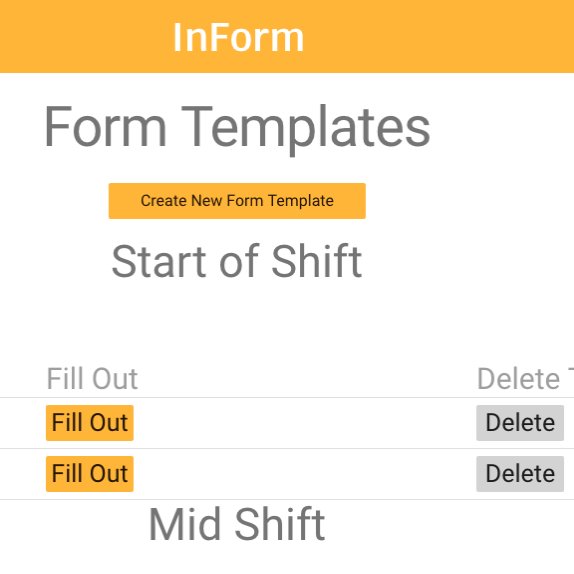 InForm
Form Templates
Create New Form Template
Start of Shift
Fill Out Delete
Fill Out Delete
Fill Out Delete
Mid Shift